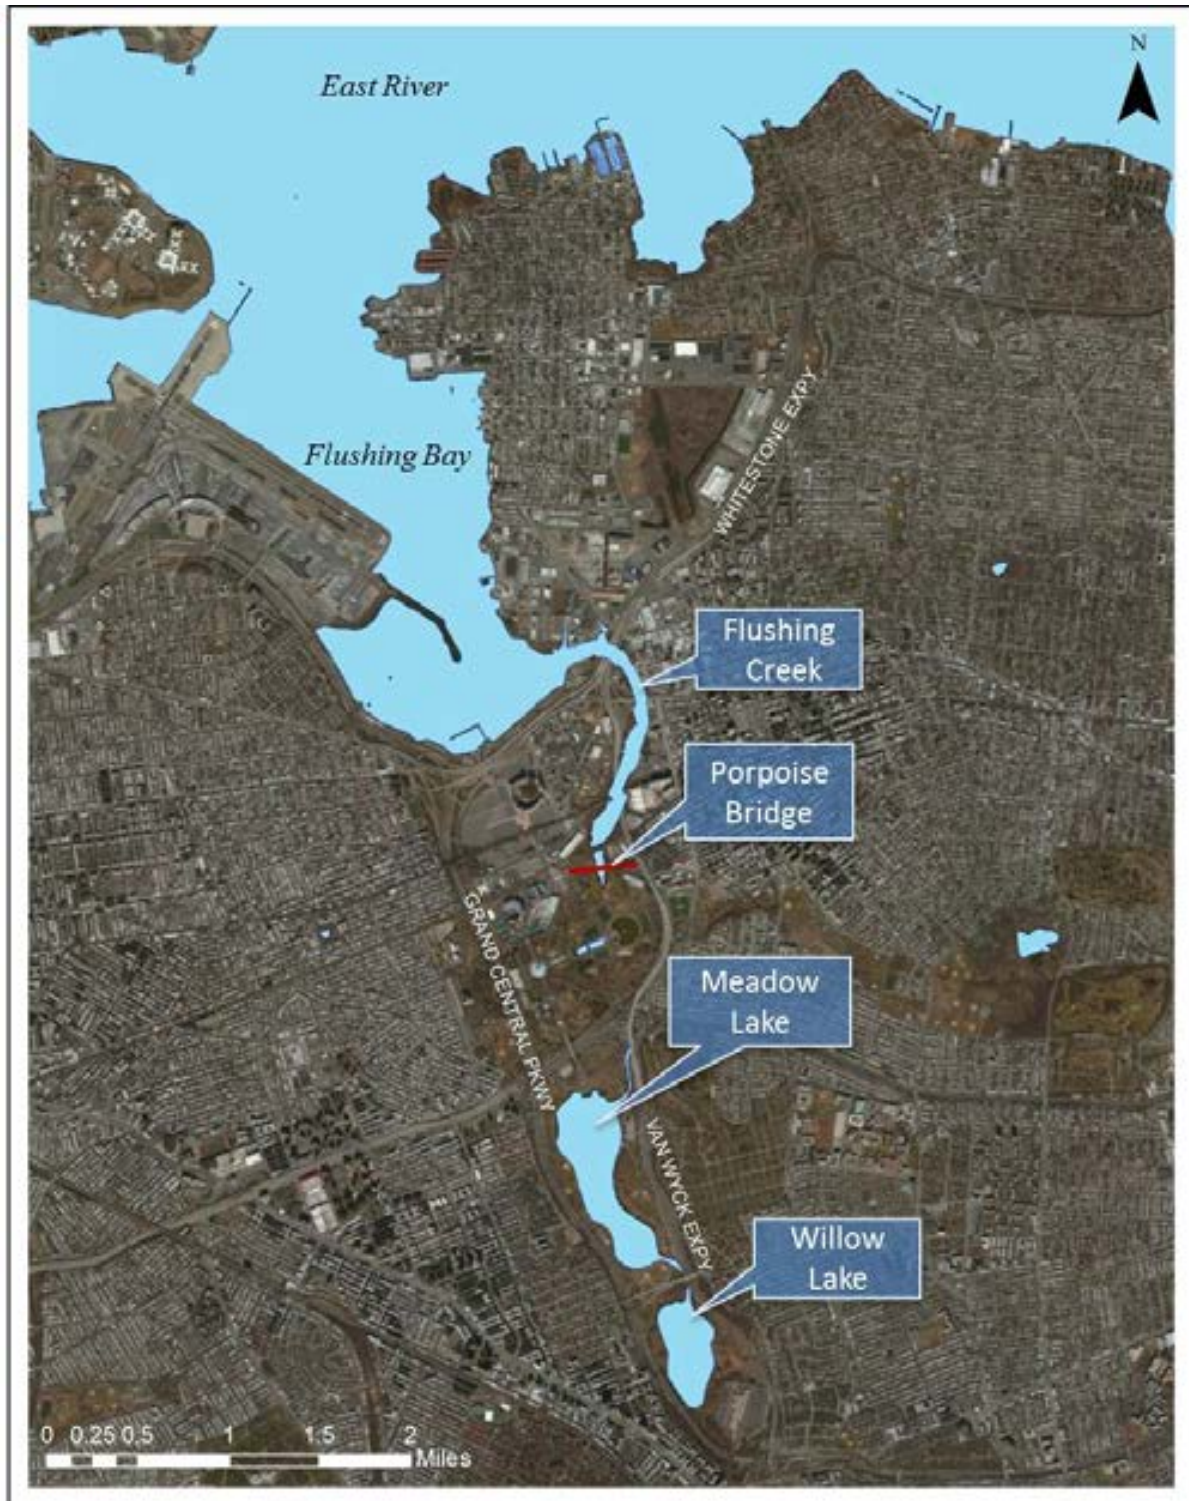 N
East River
WHITESTONE EXPY
Flushing Bay
Flushing
Creek
Porpoise
Bridge
GRAND CENTRAL PKWY
Meadow
Lake
VAN WYCK EXPY
Willow
Lake
0 0.25 0.5 1 1.5 2
Miles